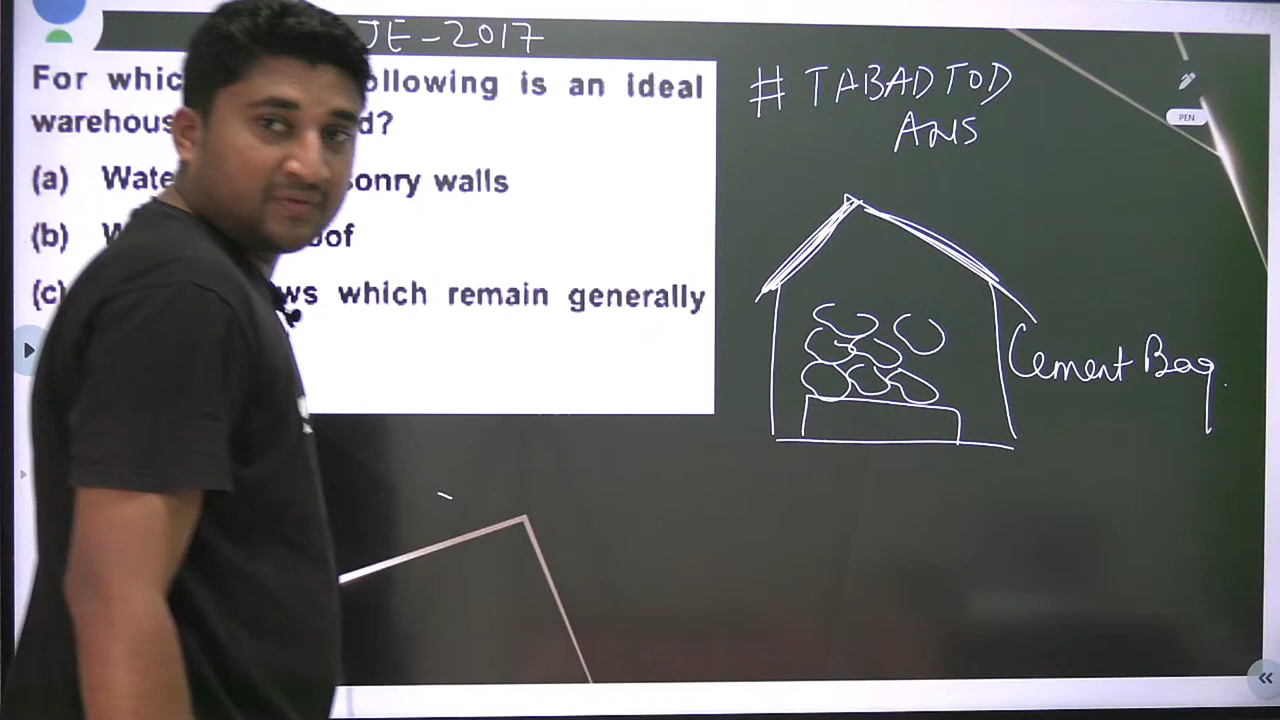 JE-2017
For which ollowing is an ideal
warehous d?
(a) Wate sonry walls
(b) W oof
(c) ws which remain generally
# TABADTOD
ANS
PEN
Cement Bag